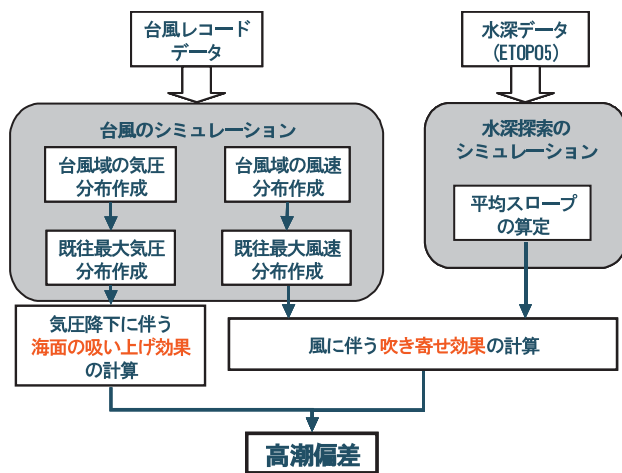 台風レコード
データ
水深データ
(ETOPO5)
台風のシミュレーション
台風域の気圧
分布作成
台風域の風速
分布作成
既往最大気圧
分布作成
既往最大風速
分布作成
水深探索の
シミュレーション
平均スロープ
の算定
気圧降下に伴う
海面の吸い上げ効果
の計算
風に伴う吹き寄せ効果の計算
高潮偏差